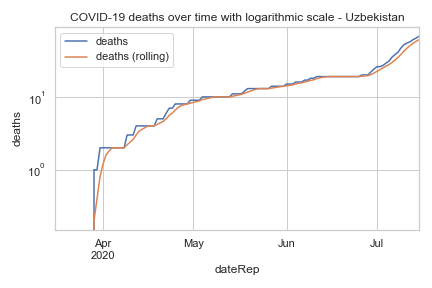 COVID-19 deaths over time with logarithmic scale - Uzbekistan
deaths
deaths (rolling)
deaths
10¹
10⁰
Apr
2020
May
Jun
Jul
dateRep